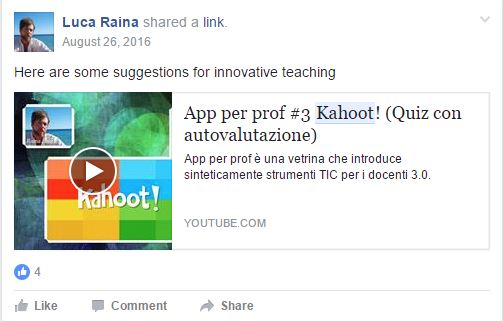 Luca Raina shared a link.
August 26, 2016
Here are some suggestions for innovative teaching
App per prof #3 Kahoot! (Quiz con
autovalutazione)
App per prof è una vetrina che introduce
sinteticamente strumenti TIC per i docenti 3.0.
Kahoot!
YOUTUBE.COM
4
Like Comment Share